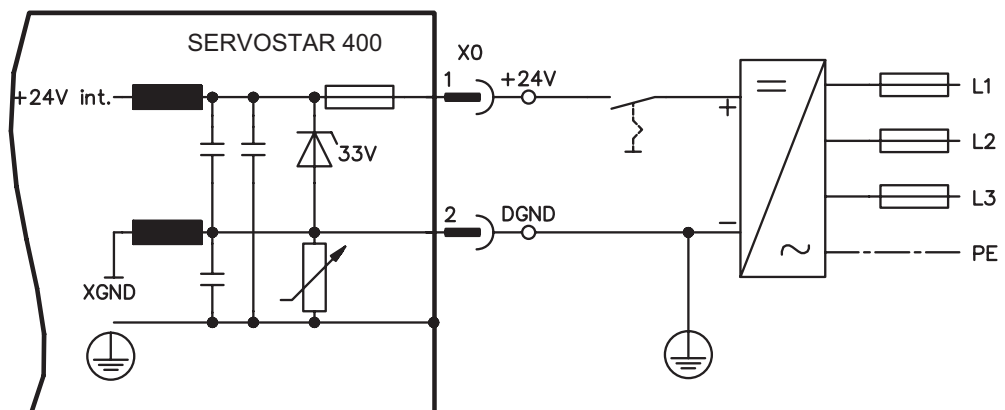 SERVOSTAR 400
X0
1
+24V
+24V int.
33V
+
L1
L2
L3
2
DGND
−
XGND
PE